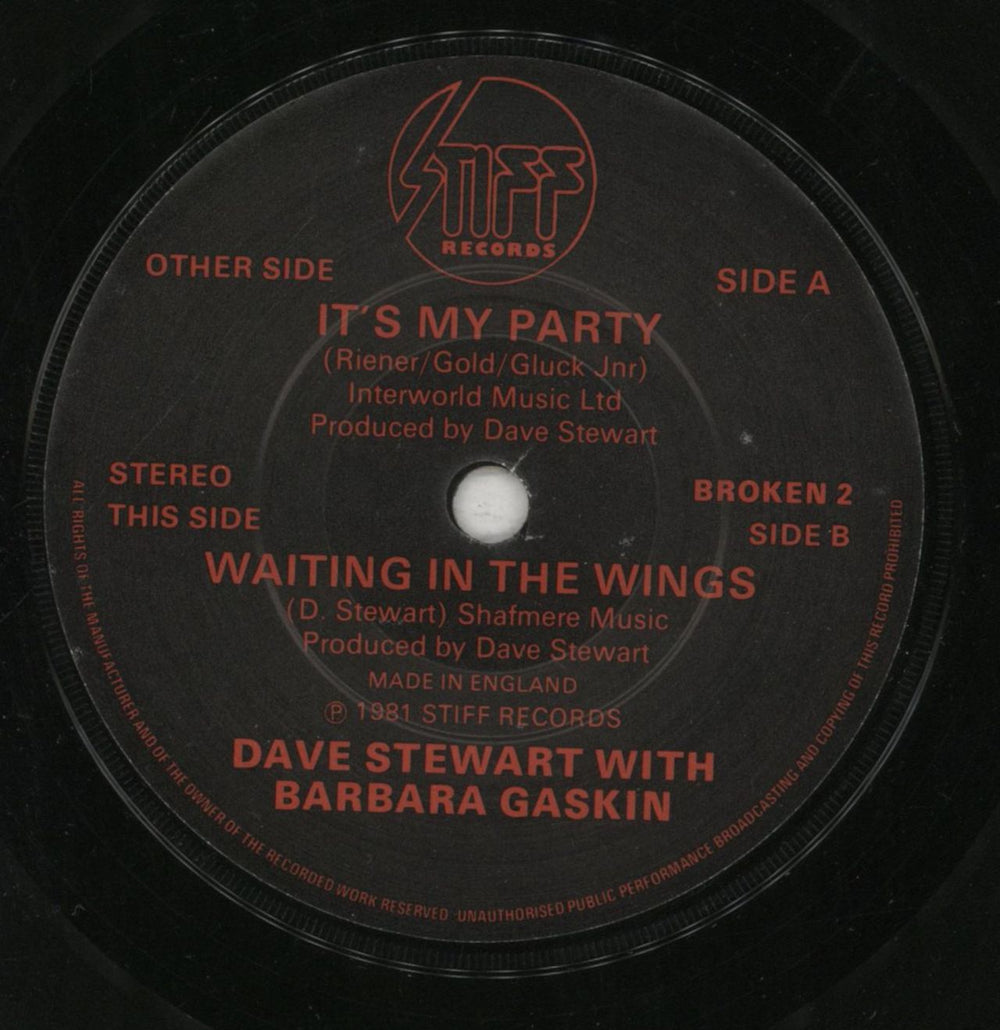 STIFF
RECORDS
OTHER SIDE
SIDE A
IT'S MY PARTY
(Riener/Gold/Gluck Jnr)
Interworld Music Ltd
Produced by Dave Stewart
STEREO
BROKEN 2
THIS SIDE
SIDE B
WAITING IN THE WINGS
(D. Stewart) Shafmere Music
Produced by Dave Stewart
MADE IN ENGLAND
℗ 1981 STIFF RECORDS
DAVE STEWART WITH
BARBARA GASKIN
ALL RIGHTS OF THE MANUFACTURER AND OF THE OWNER OF THE RECORDED WORK RESERVED UNAUTHORISED PUBLIC PERFORMANCE BROADCASTING AND COPYING OF THIS RECORD PROHIBITED